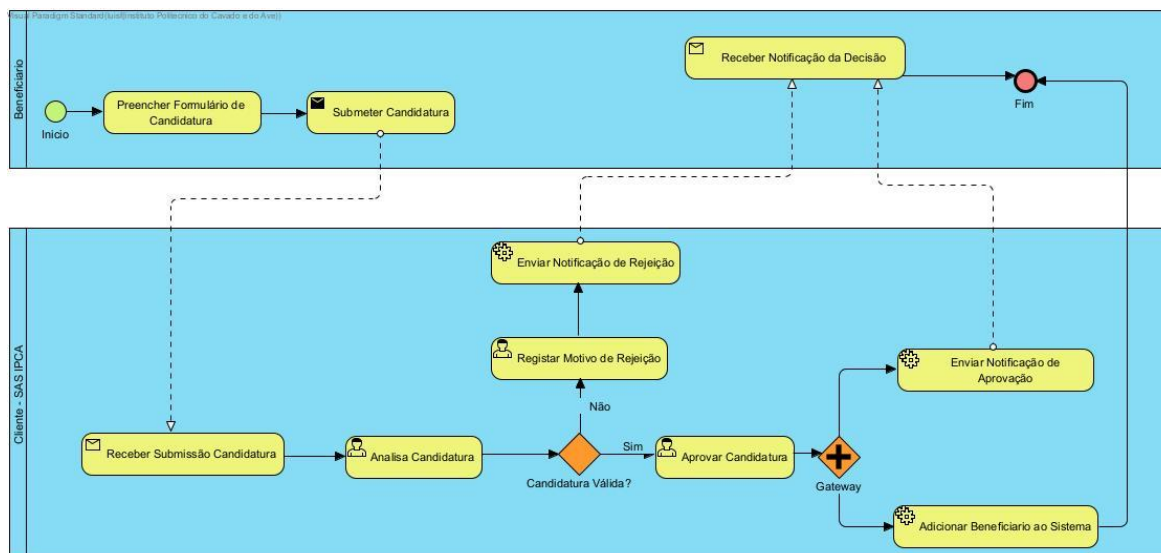 Visual Paradigm Standard(luisf(Instituto Politecnico do Cavado e do Ave))
Beneficiario
Inicio
Preencher Formulário de
Candidatura
Submeter Candidatura
Receber Notificação da Decisão
Fim
Cliente - SAS IPCA
Enviar Notificação de Rejeição
Registar Motivo de Rejeição
Não
Enviar Notificação de
Aprovação
Receber Submissão Candidatura
Analisa Candidatura
Candidatura Válida?
Sim
Aprovar Candidatura
Gateway
Adicionar Beneficiario ao Sistema